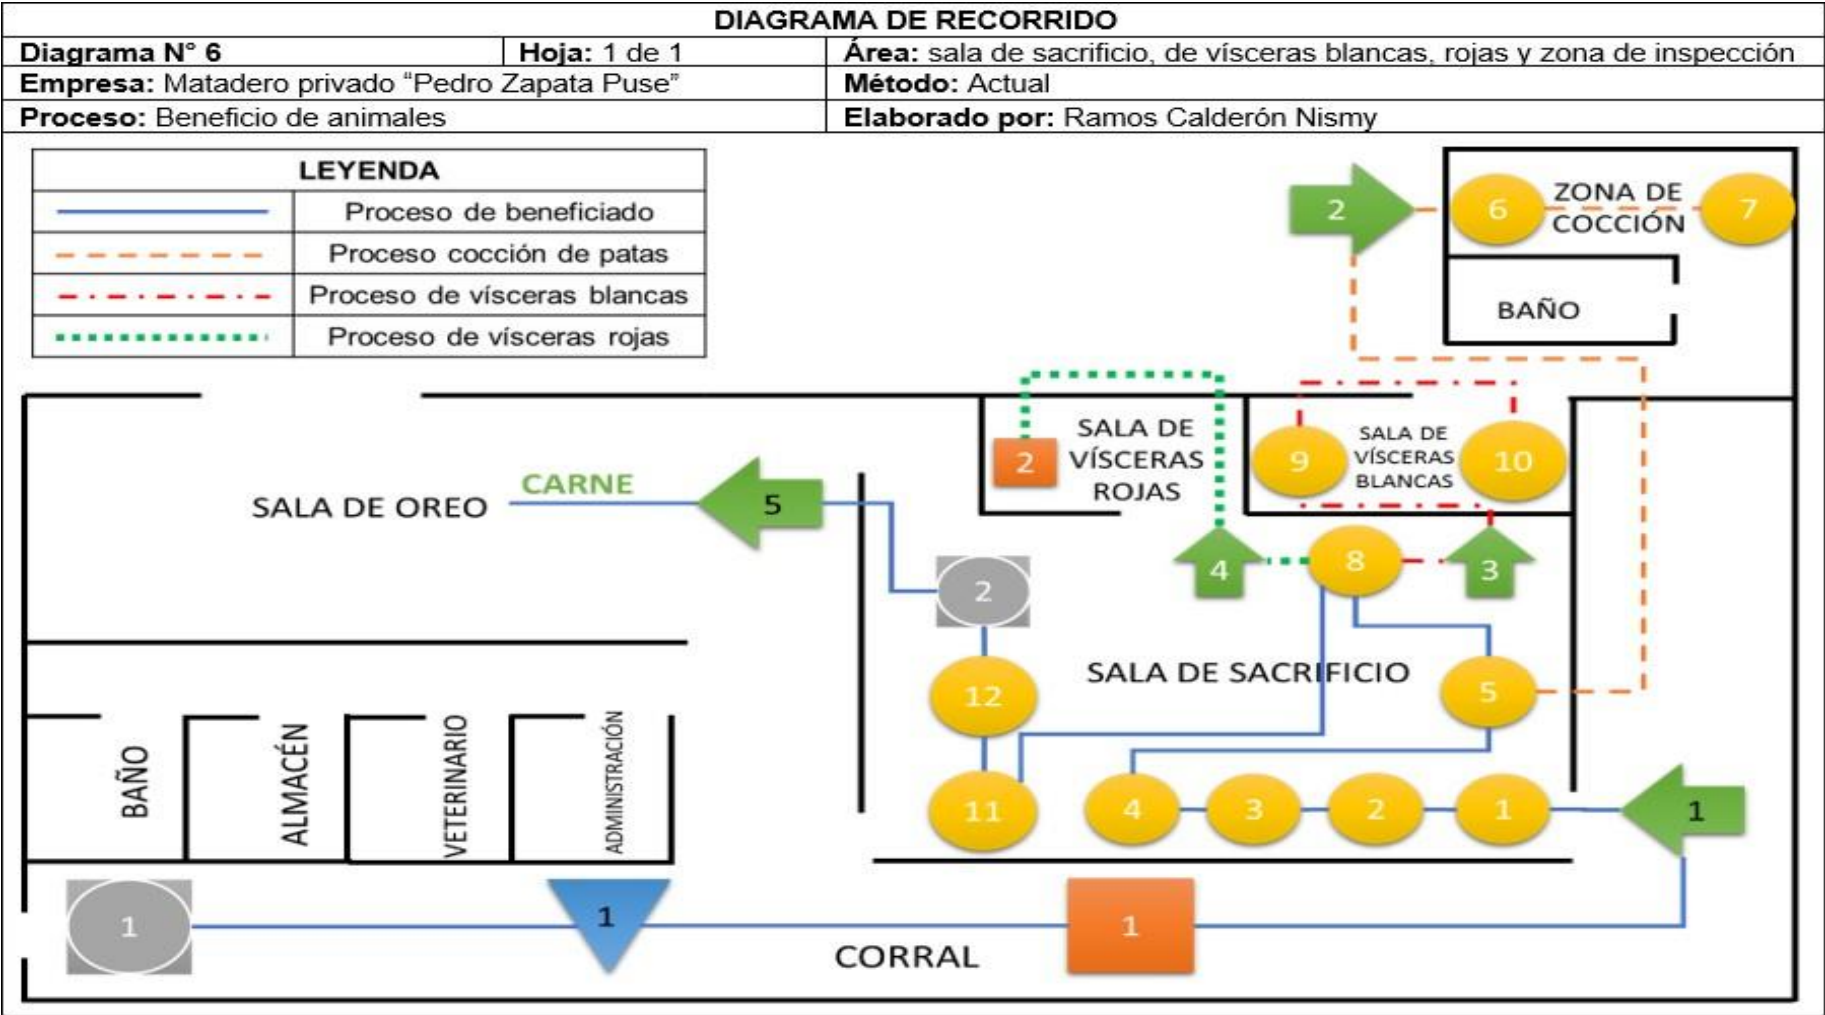 DIAGRAMA DE RECORRIDO
Diagrama N° 6
Hoja: 1 de 1
Área: sala de sacrificio, de vísceras blancas, rojas y zona de inspección
Empresa: Matadero privado “Pedro Zapata Puse”
Método: Actual
Proceso: Beneficio de animales
Elaborado por: Ramos Calderón Nismy
LEYENDA
Proceso de beneficiado
Proceso cocción de patas
Proceso de vísceras blancas
Proceso de vísceras rojas
2
6
ZONA DE
COCCIÓN
7
BAÑO
2
SALA DE
VÍSCERAS
ROJAS
9
SALA DE
VÍSCERAS
BLANCAS
10
SALA DE OREO
CARNE
5
4
8
3
2
SALA DE SACRIFICIO
12
5
11
4
3
2
1
1
BAÑO
ALMACÉN
VETERINARIO
ADMINISTRACIÓN
1
1
1
CORRAL